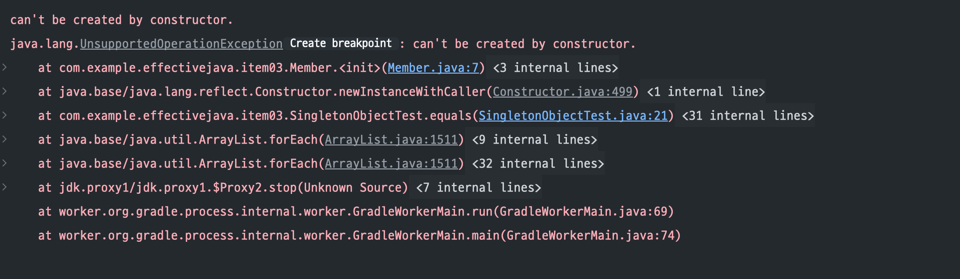 can't be created by constructor.
java.lang.UnsupportedOperationException Create breakpoint : can't be created by constructor.
at com.example.effectivejava.item03.Member.<init>(Member.java:7) <3 internal lines>
at java.base/java.lang.reflect.Constructor.newInstanceWithCaller(Constructor.java:499) <1 internal line>
at com.example.effectivejava.item03.SingletonObjectTest.equals(SingletonObjectTest.java:21) <31 internal lines>
at java.base/java.util.ArrayList.forEach(ArrayList.java:1511) <9 internal lines>
at java.base/java.util.ArrayList.forEach(ArrayList.java:1511) <32 internal lines>
at jdk.proxy1/jdk.proxy1.$Proxy2.stop(Unknown Source) <7 internal lines>
at worker.org.gradle.process.internal.worker.GradleWorkerMain.run(GradleWorkerMain.java:69)
at worker.org.gradle.process.internal.worker.GradleWorkerMain.main(GradleWorkerMain.java:74)